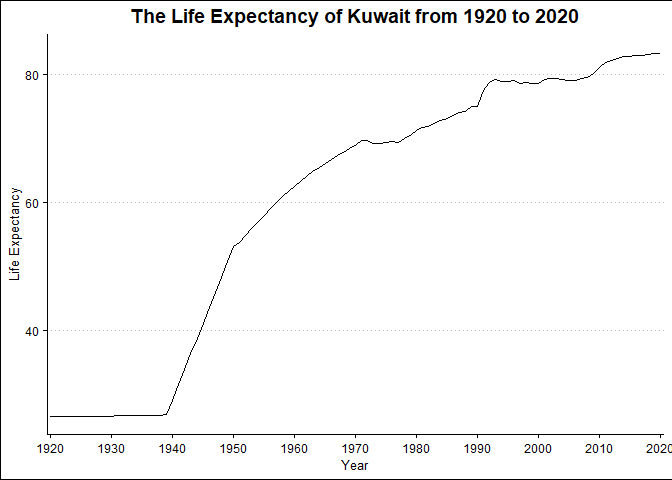 The Life Expectancy of Kuwait from 1920 to 2020
80
60
40
Life Expectancy
1920 1930 1940 1950 1960 1970 1980 1990 2000 2010 2020
Year